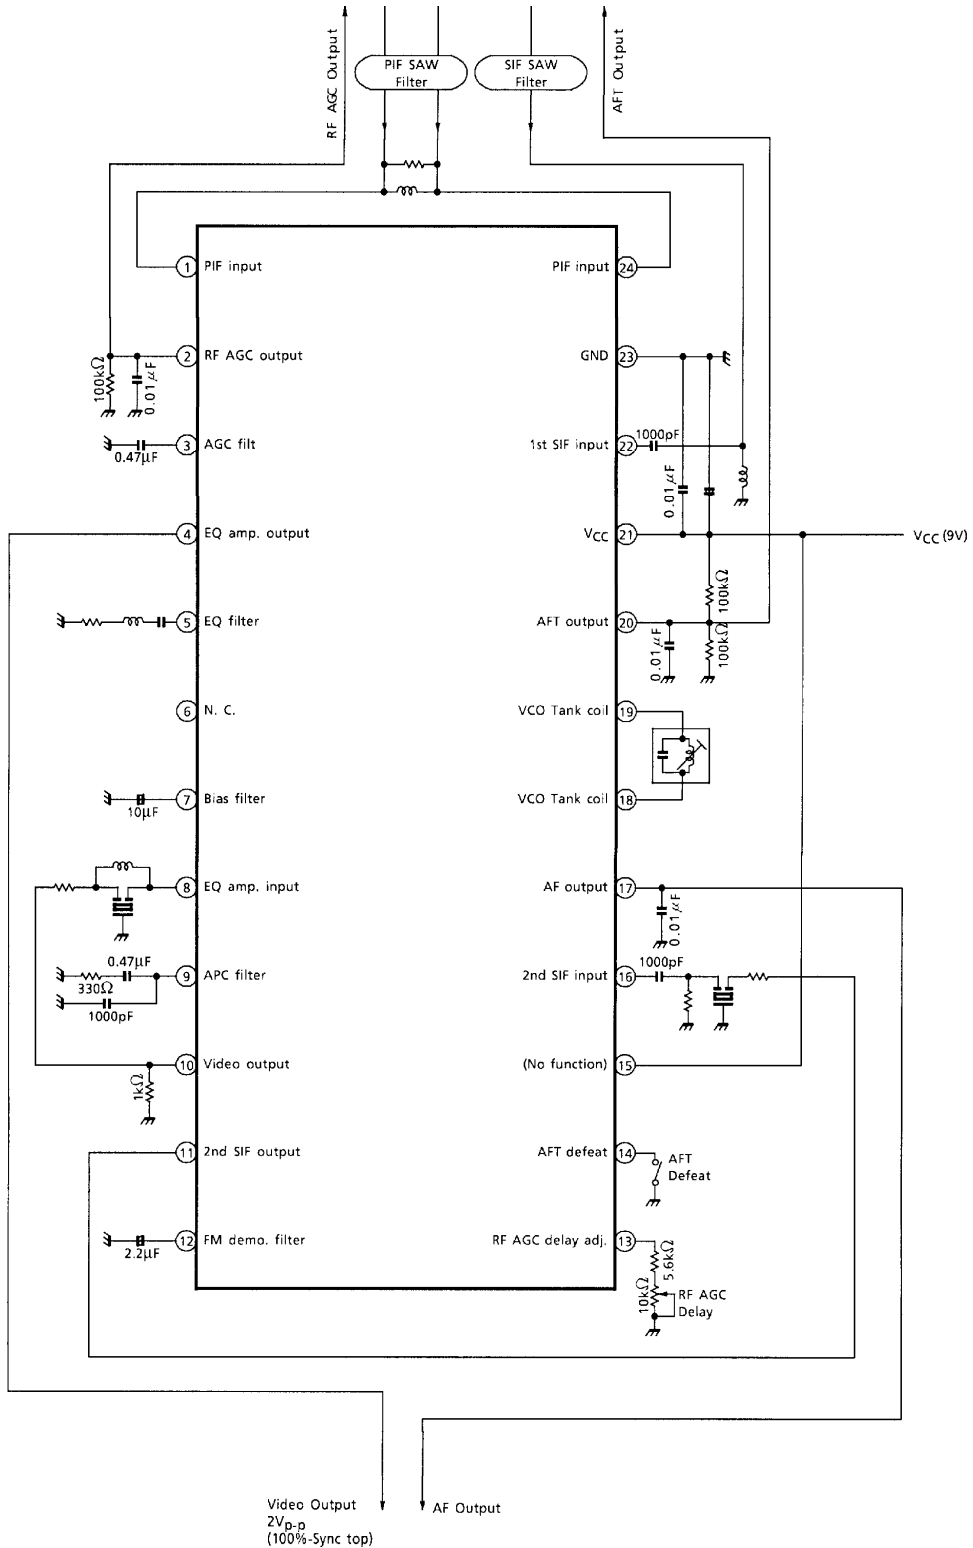 RF AGC Output
PIF SAW
Filter
SIF SAW
Filter
AFT Output
1 PIF input
PIF input 24
2 RF AGC output
100kΩ
0.01μF
GND 23
3 AGC filt
0.47μF
1st SIF input 22
1000pF
0.01μF
4 EQ amp. output
VCC 21
VCC (9V)
100kΩ
5 EQ filter
AFT output 20
0.01μF
100kΩ
6 N. C.
VCO Tank coil 19
7 Bias filter
10μF
VCO Tank coil 18
8 EQ amp. input
AF output 17
0.01μF
9 APC filter
0.47μF
330Ω
1000pF
2nd SIF input 16
1000pF
10 Video output
1kΩ
(No function) 15
11 2nd SIF output
AFT defeat 14
AFT
Defeat
12 FM demo. filter
2.2μF
RF AGC delay adj. 13
5.6kΩ
10kΩ
RF AGC
Delay
Video Output
2Vp-p
(100%-Sync top)
AF Output